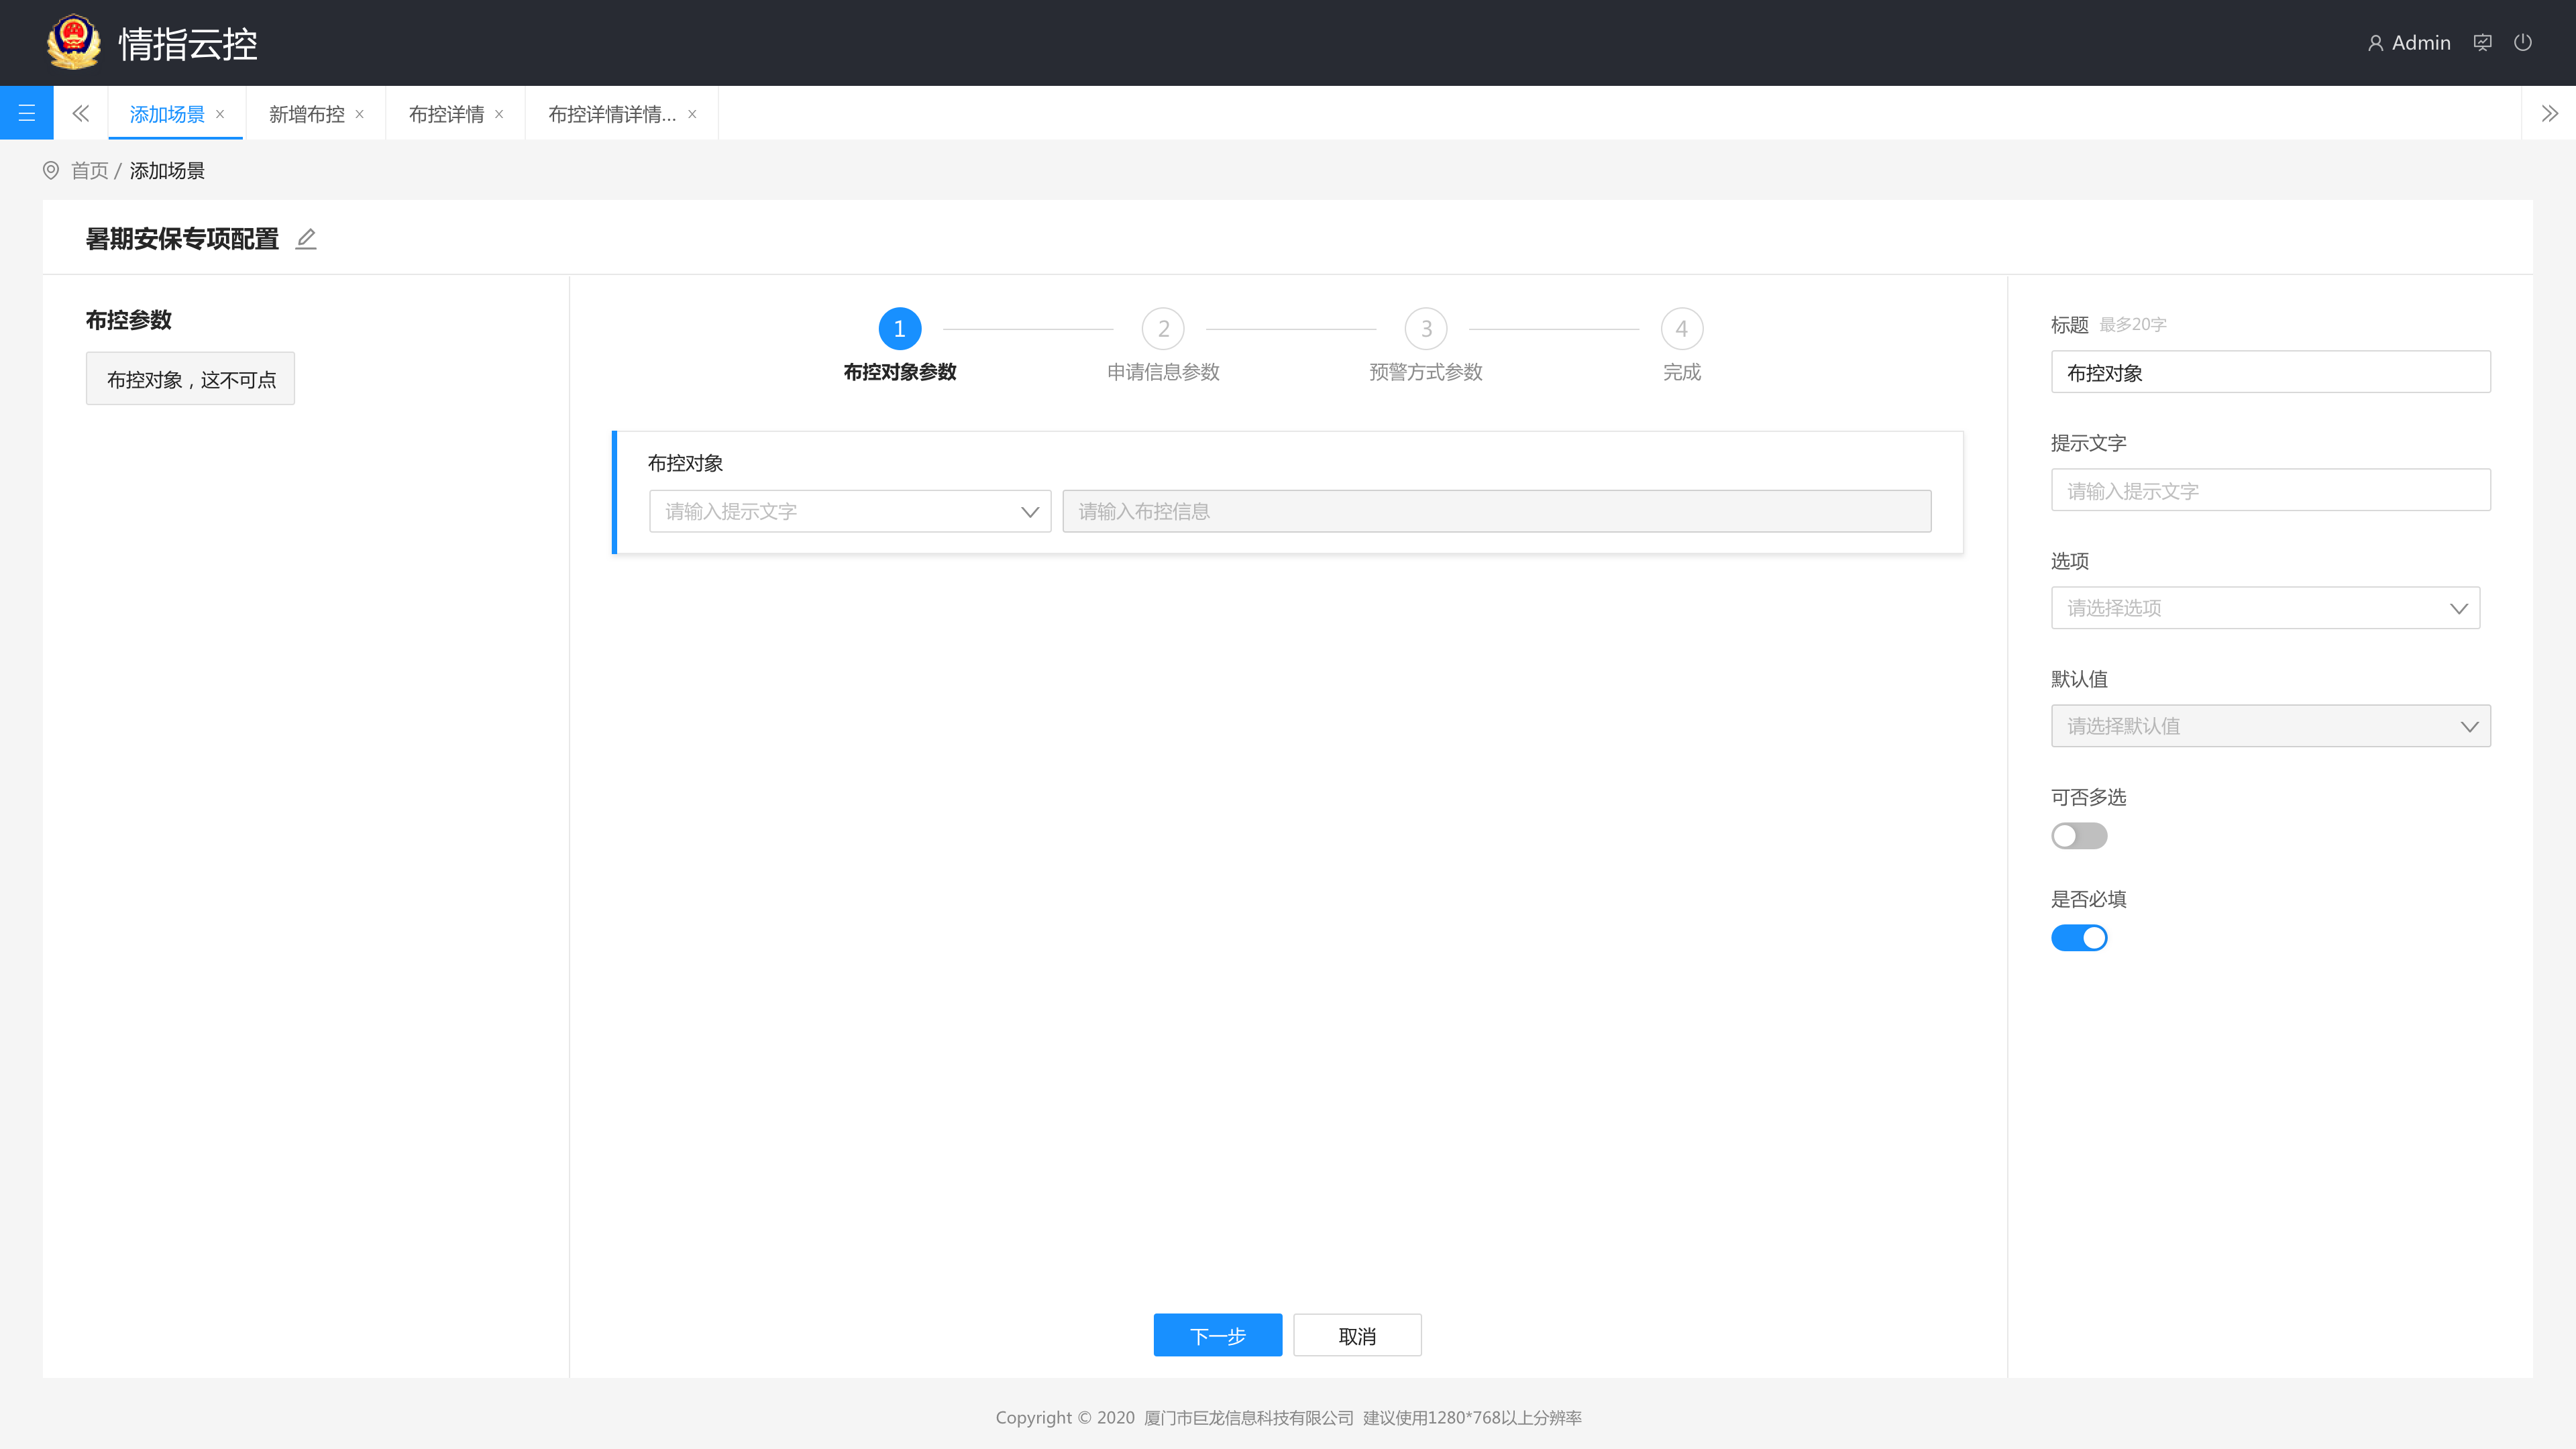 情指云控
Admin
添加场景
新增布控
布控详情
布控详情详情...
首页 / 添加场景
暑期安保专项配置
布控参数
布控对象，这不可点
1
2
3
4
布控对象参数
申请信息参数
预警方式参数
完成
布控对象
请输入提示文字
请输入布控信息
标题 最多20字
布控对象
提示文字
请输入提示文字
选项
请选择选项
默认值
请选择默认值
可否多选
是否必填
下一步
取消
Copyright © 2020 厦门市巨龙信息科技有限公司 建议使用1280*768以上分辨率